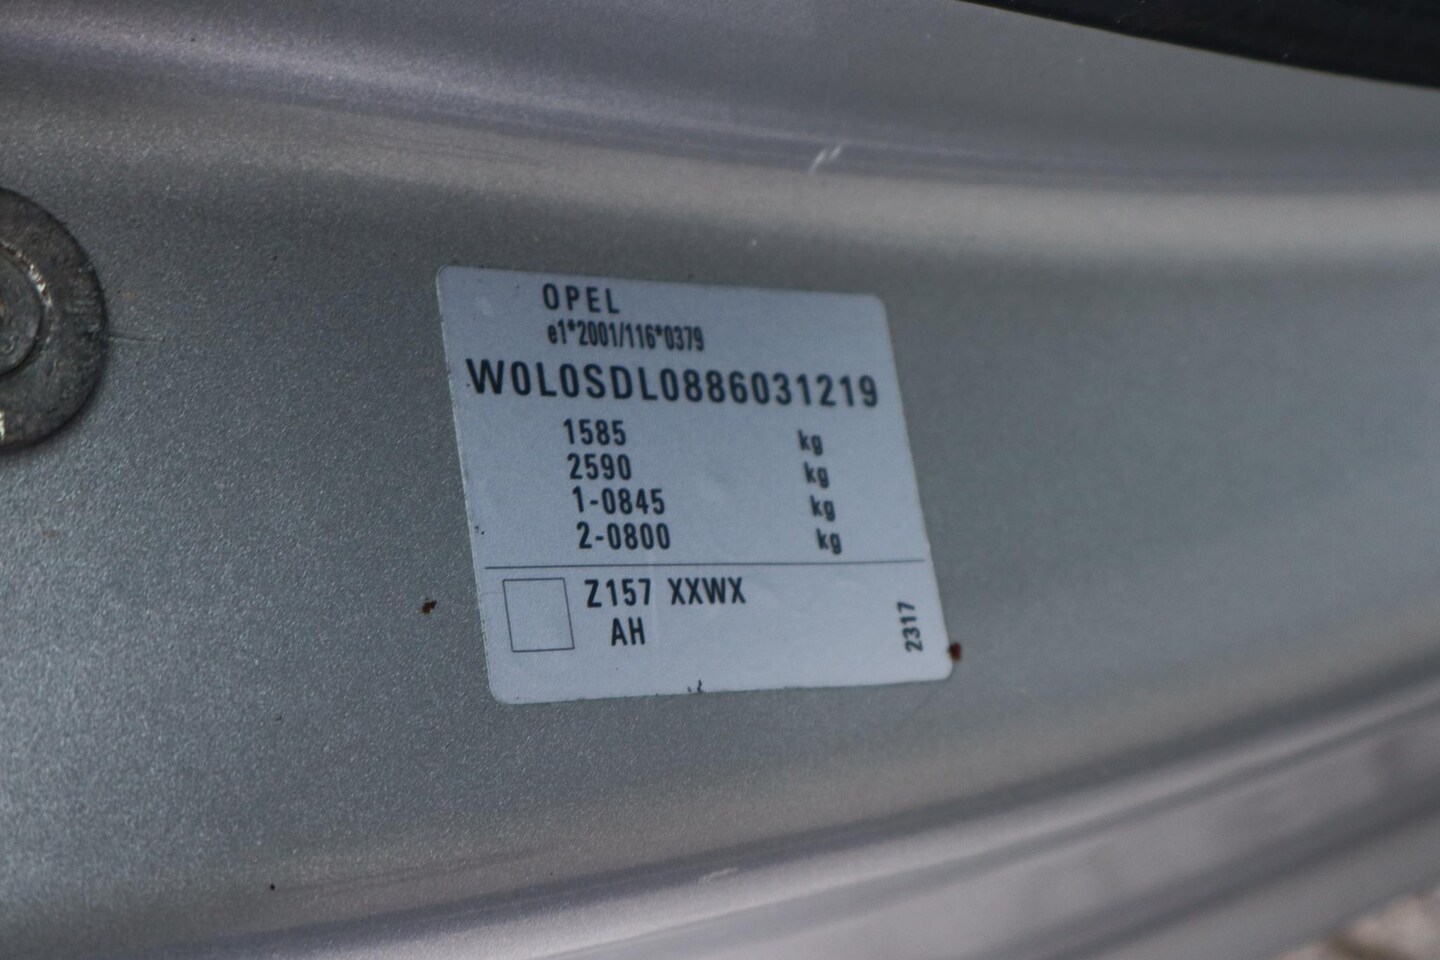 OPEL
e1*2001/116*0379
W0L0SDL0886031219
1585 kg
2590 kg
1-0845 kg
2-0800 kg
Z157 XXWX
AH
2317